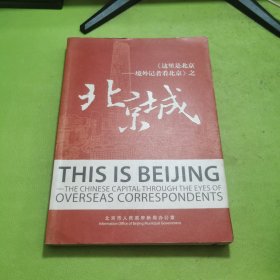 《这里是北京
——境外记者看北京》之
北京城
THIS IS BEIJING
—THE CHINESE CAPITAL THROUGH THE EYES OF
OVERSEAS CORRESPONDENTS
北京市人民政府新闻办公室
Information Office of Beijing Municipal Government